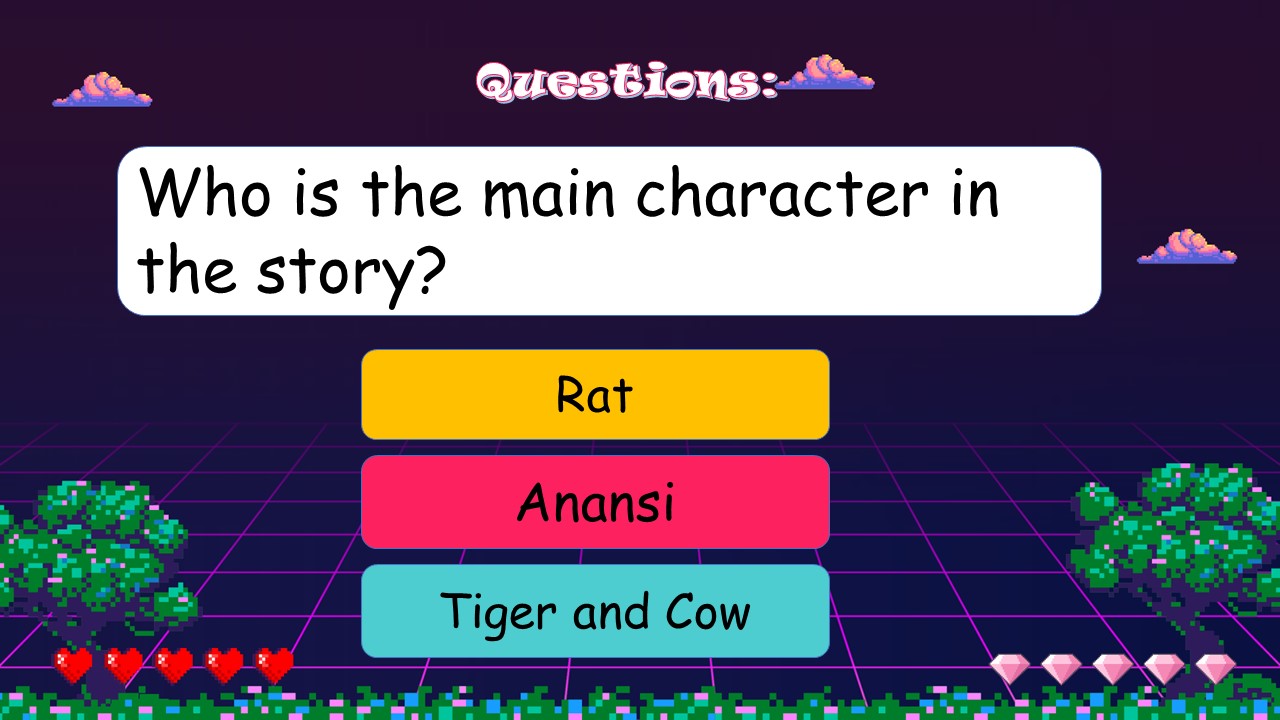 Questions:
Who is the main character in
the story?
Rat
Anansi
Tiger and Cow